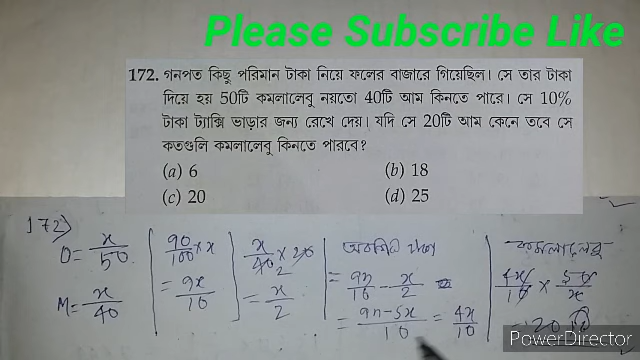 Please Subscribe Like
172. গনপত কিছু পরিমান টাকা নিয়ে ফলের বাজারে গিয়েছিল। সে তার টাকা
দিয়ে হয় 50টি কমলালেবু নয়তো 40টি আম কিনতে পারে। সে 10%
টাকা ট্যাক্সি ভাড়ার জন্য রেখে দেয়। যদি সে 20টি আম কেনে তবে সে
কতগুলি কমলালেবু কিনতে পারবে?
(a) 6 (b) 18
(c) 20 (d) 25
172)
O = x/50
M = x/40
90/100 × x
= 9x/10
x/40 × 20
2
= x/2
= 9x/10 - x/2
= 9x-5x/10 = 4x/10
কমলালেবু
4x/10 × 50/x
= 20 টি
PowerDirector